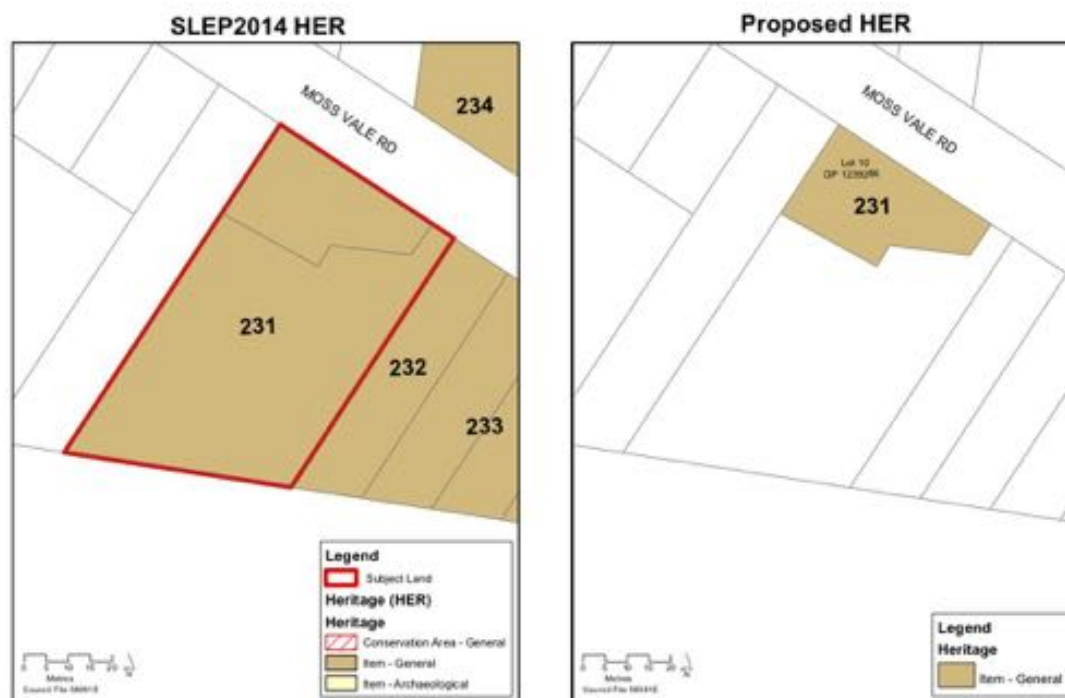 SLEP2014 HER
MOSS VALE RD
234
231
232
233
Legend
Subject Land
Heritage (HER)
Heritage
Conservation Area - General
Item - General
Item - Archaeological
Metres
Proposed HER
MOSS VALE RD
Lot 10
DP
231
Legend
Heritage
Item - General
Metres